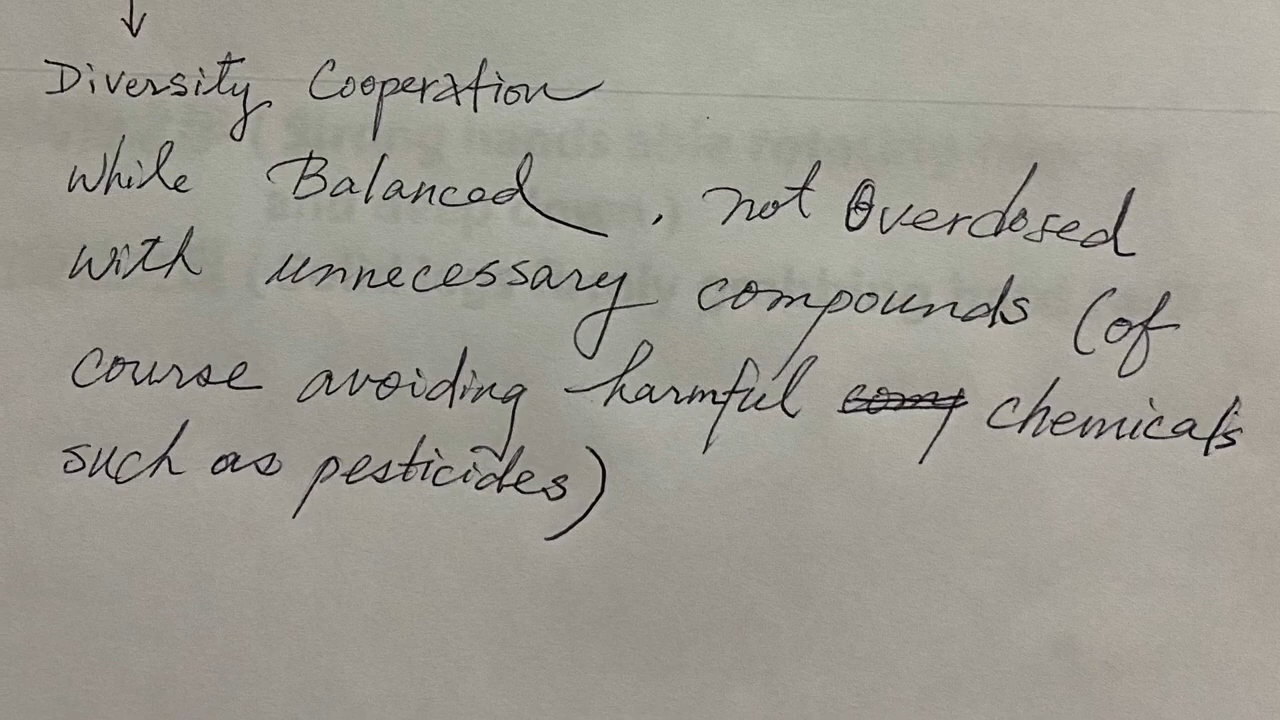 ↓
Diversity Cooperation
while Balanced, not Overdosed
with unnecessary compounds (of
course avoiding harmful chemicals
such as pesticides)